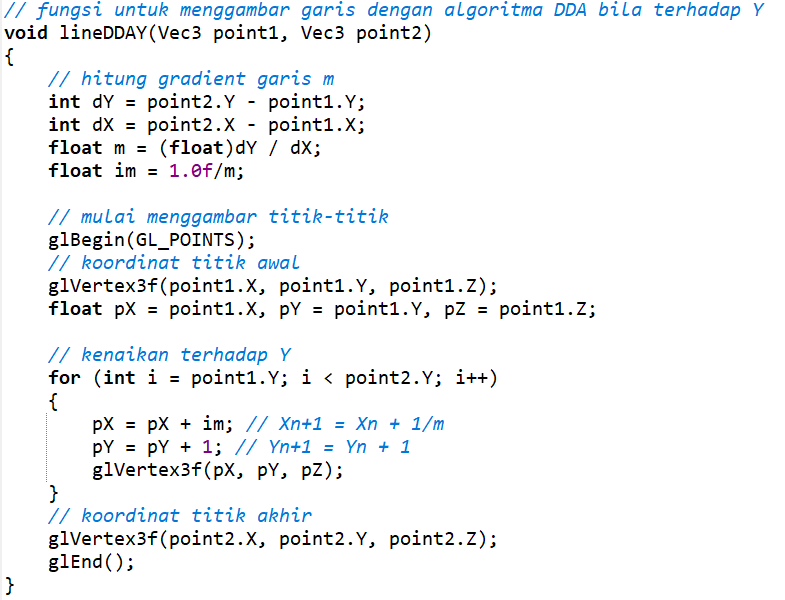 // fungsi untuk menggambar garis dengan algoritma DDA bila terhadap Y
void lineDDAY(Vec3 point1, Vec3 point2)
{
    // hitung gradient garis m
    int dY = point2.Y - point1.Y;
    int dX = point2.X - point1.X;
    float m = (float)dY / dX;
    float im = 1.0f/m;

    // mulai menggambar titik-titik
    glBegin(GL_POINTS);
    // koordinat titik awal
    glVertex3f(point1.X, point1.Y, point1.Z);
    float pX = point1.X, pY = point1.Y, pZ = point1.Z;

    // kenaikan terhadap Y
    for (int i = point1.Y; i < point2.Y; i++)
    {
        pX = pX + im; // Xn+1 = Xn + 1/m
        pY = pY + 1; // Yn+1 = Yn + 1
        glVertex3f(pX, pY, pZ);
    }
    // koordinat titik akhir
    glVertex3f(point2.X, point2.Y, point2.Z);
    glEnd();
}